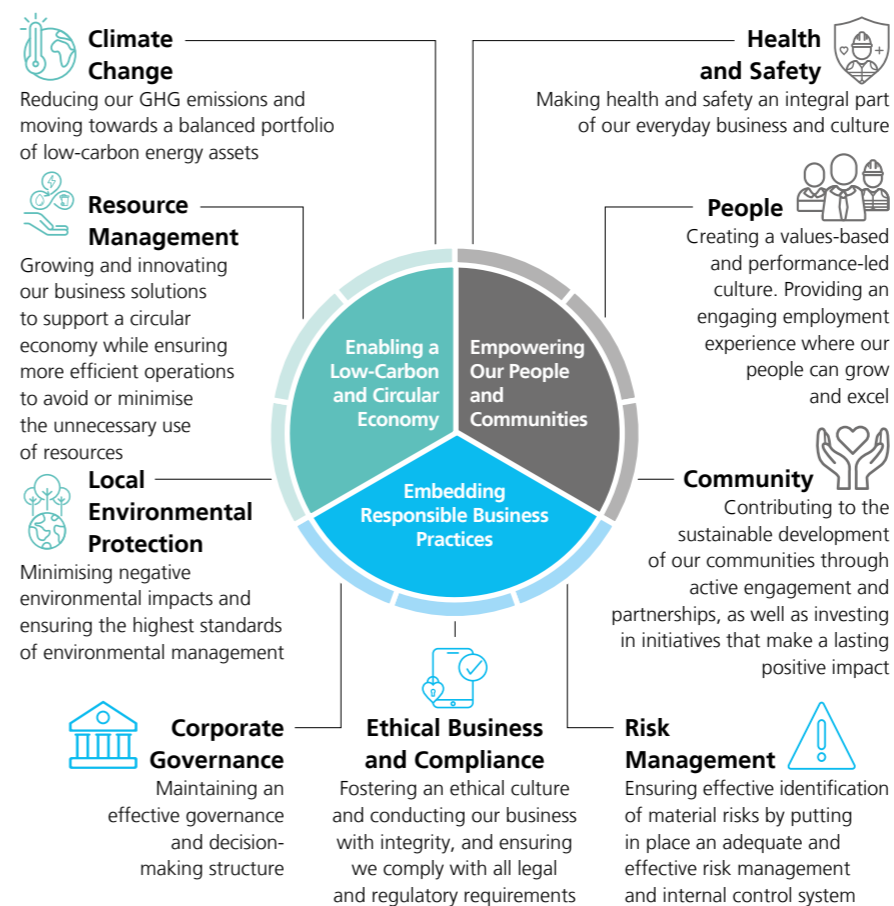 Climate
Change
Reducing our GHG emissions and
moving towards a balanced portfolio
of low-carbon energy assets
Resource
Management
Growing and innovating
our business solutions
to support a circular
economy while ensuring
more efficient operations
to avoid or minimise
the unnecessary use
of resources
Local
Environmental
Protection
Minimising negative
environmental impacts and
ensuring the highest standards
of environmental management
Health
and Safety
Making health and safety an integral part
of our everyday business and culture
People
Creating a values-based
and performance-led
culture. Providing an
engaging employment
experience where our
people can grow
and excel
Community
Contributing to the
sustainable development
of our communities through
active engagement and
partnerships, as well as investing
in initiatives that make a lasting
positive impact
Enabling a
Low-Carbon
and Circular
Economy
Empowering
Our People
and
Communities
Embedding
Responsible Business
Practices
Corporate
Governance
Maintaining an
effective governance
and decision-
making structure
Ethical Business
and Compliance
Fostering an ethical culture
and conducting our business
with integrity, and ensuring
we comply with all legal
and regulatory requirements
Risk
Management
Ensuring effective identification
of material risks by putting
in place an adequate and
effective risk management
and internal control system